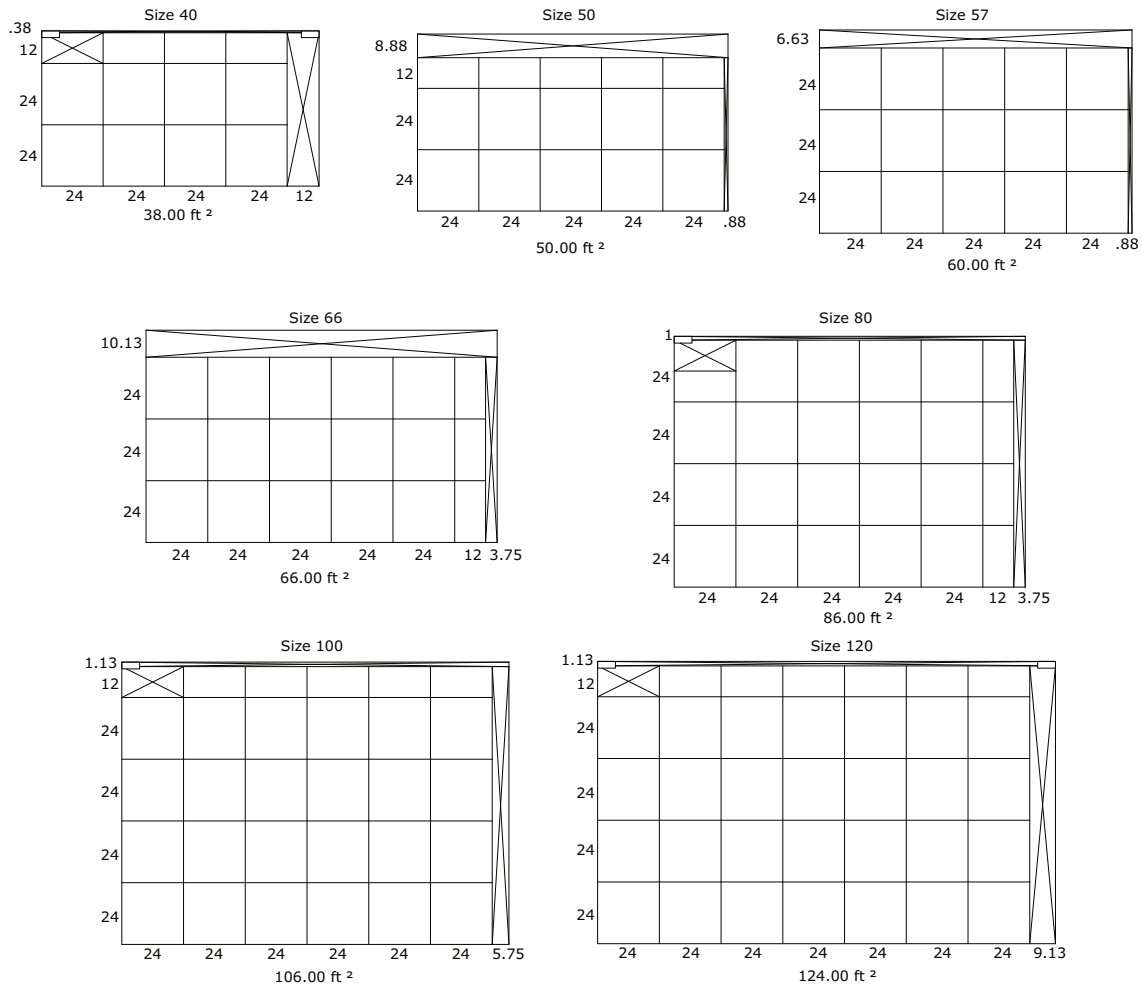 Size 40
.38
12
24
24
24 24 24 24 12
38.00 ft ²
Size 50
8.88
12
24
24
24 24 24 24 24 .88
50.00 ft ²
Size 57
6.63
24
24
24
24 24 24 24 24 .88
60.00 ft ²
Size 66
10.13
24
24
24
24 24 24 24 24 12 3.75
66.00 ft ²
Size 80
1
24
24
24
24
24 24 24 24 24 12 3.75
86.00 ft ²
Size 100
1.13
12
24
24
24
24
24 24 24 24 24 24 5.75
106.00 ft ²
Size 120
1.13
12
24
24
24
24
24 24 24 24 24 24 24 9.13
124.00 ft ²